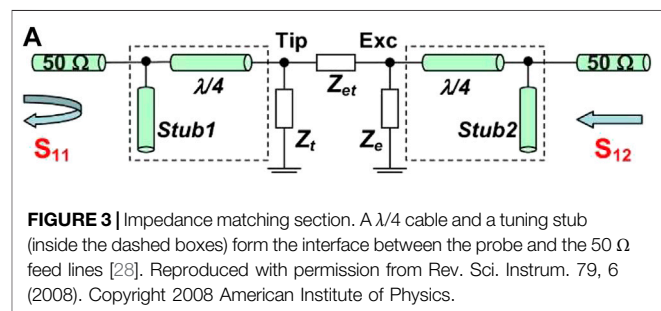 A
50 Ω
λ/4
Tip
Z_et
Exc
λ/4
50 Ω
Stub1
Z_t
Z_e
Stub2
S_11
S_12
FIGURE 3 | Impedance matching section. A λ/4 cable and a tuning stub
(inside the dashed boxes) form the interface between the probe and the 50 Ω
feed lines [28]. Reproduced with permission from Rev. Sci. Instrum. 79, 6
(2008). Copyright 2008 American Institute of Physics.